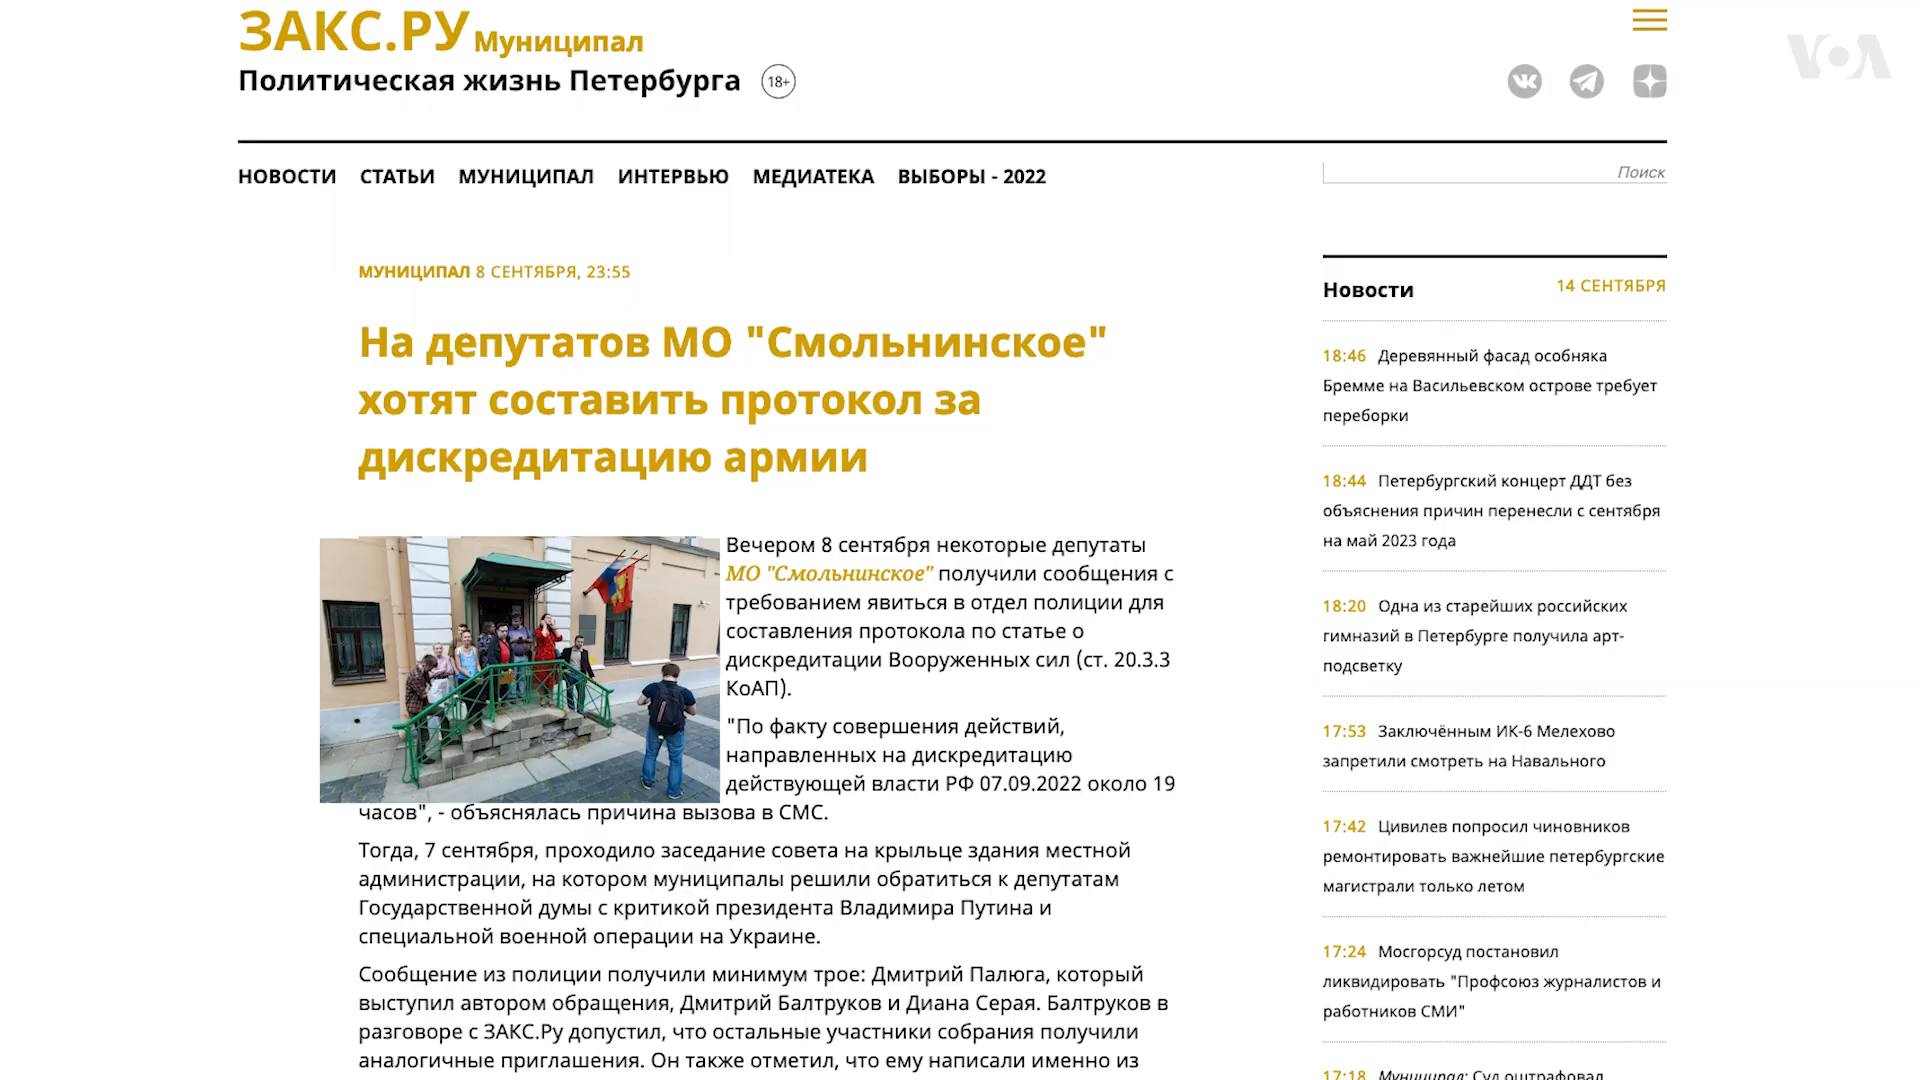 ЗАКС.РУ Муниципал
Политическая жизнь Петербурга 18+
VOA
НОВОСТИ СТАТЬИ МУНИЦИПАЛ ИНТЕРВЬЮ МЕДИАТЕКА ВЫБОРЫ - 2022
Поиск
МУНИЦИПАЛ 8 СЕНТЯБРЯ, 23:55
На депутатов МО "Смольнинское"
хотят составить протокол за
дискредитацию армии
Вечером 8 сентября некоторые депутаты
МО "Смольнинское" получили сообщения с
требованием явиться в отдел полиции для
составления протокола по статье о
дискредитации Вооруженных сил (ст. 20.3.3
КоАП).
"По факту совершения действий,
направленных на дискредитацию
действующей власти РФ 07.09.2022 около 19
часов", - объяснялась причина вызова в СМС.
Тогда, 7 сентября, проходило заседание совета на крыльце здания местной
администрации, на котором муниципалы решили обратиться к депутатам
Государственной думы с критикой президента Владимира Путина и
специальной военной операции на Украине.
Сообщение из полиции получили минимум трое: Дмитрий Палюга, который
выступил автором обращения, Дмитрий Балтруков и Диана Серая. Балтруков в
разговоре с ЗАКС.Ру допустил, что остальные участники собрания получили
аналогичные приглашения. Он также отметил, что ему написали именно из
Новости 14 СЕНТЯБРЯ
18:46 Деревянный фасад особняка
Бремме на Васильевском острове требует
переборки
18:44 Петербургский концерт ДДТ без
объяснения причин перенесли с сентября
на май 2023 года
18:20 Одна из старейших российских
гимназий в Петербурге получила арт-
подсветку
17:53 Заключённым ИК-6 Мелехово
запретили смотреть на Навального
17:42 Цивилев попросил чиновников
ремонтировать важнейшие петербургские
магистрали только летом
17:24 Мосгорсуд постановил
ликвидировать "Профсоюз журналистов и
работников СМИ"
17:18 Муниципал: Суд оштрафовал